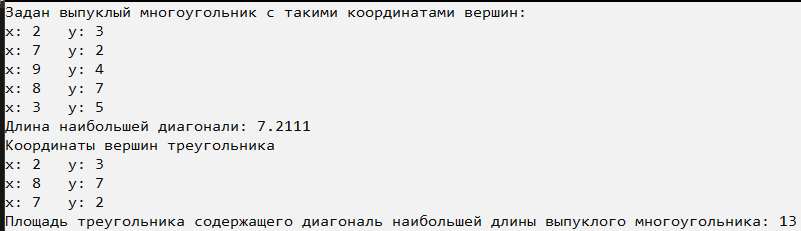 Задан выпуклый многоугольник с такими координатами вершин:
x: 2   y: 3
x: 7   y: 2
x: 9   y: 4
x: 8   y: 7
x: 3   y: 5
Длина наибольшей диагонали: 7.2111
Координаты вершин треугольника
x: 2   y: 3
x: 8   y: 7
x: 7   y: 2
Площадь треугольника содержащего диагональ наибольшей длины выпуклого многоугольника: 13